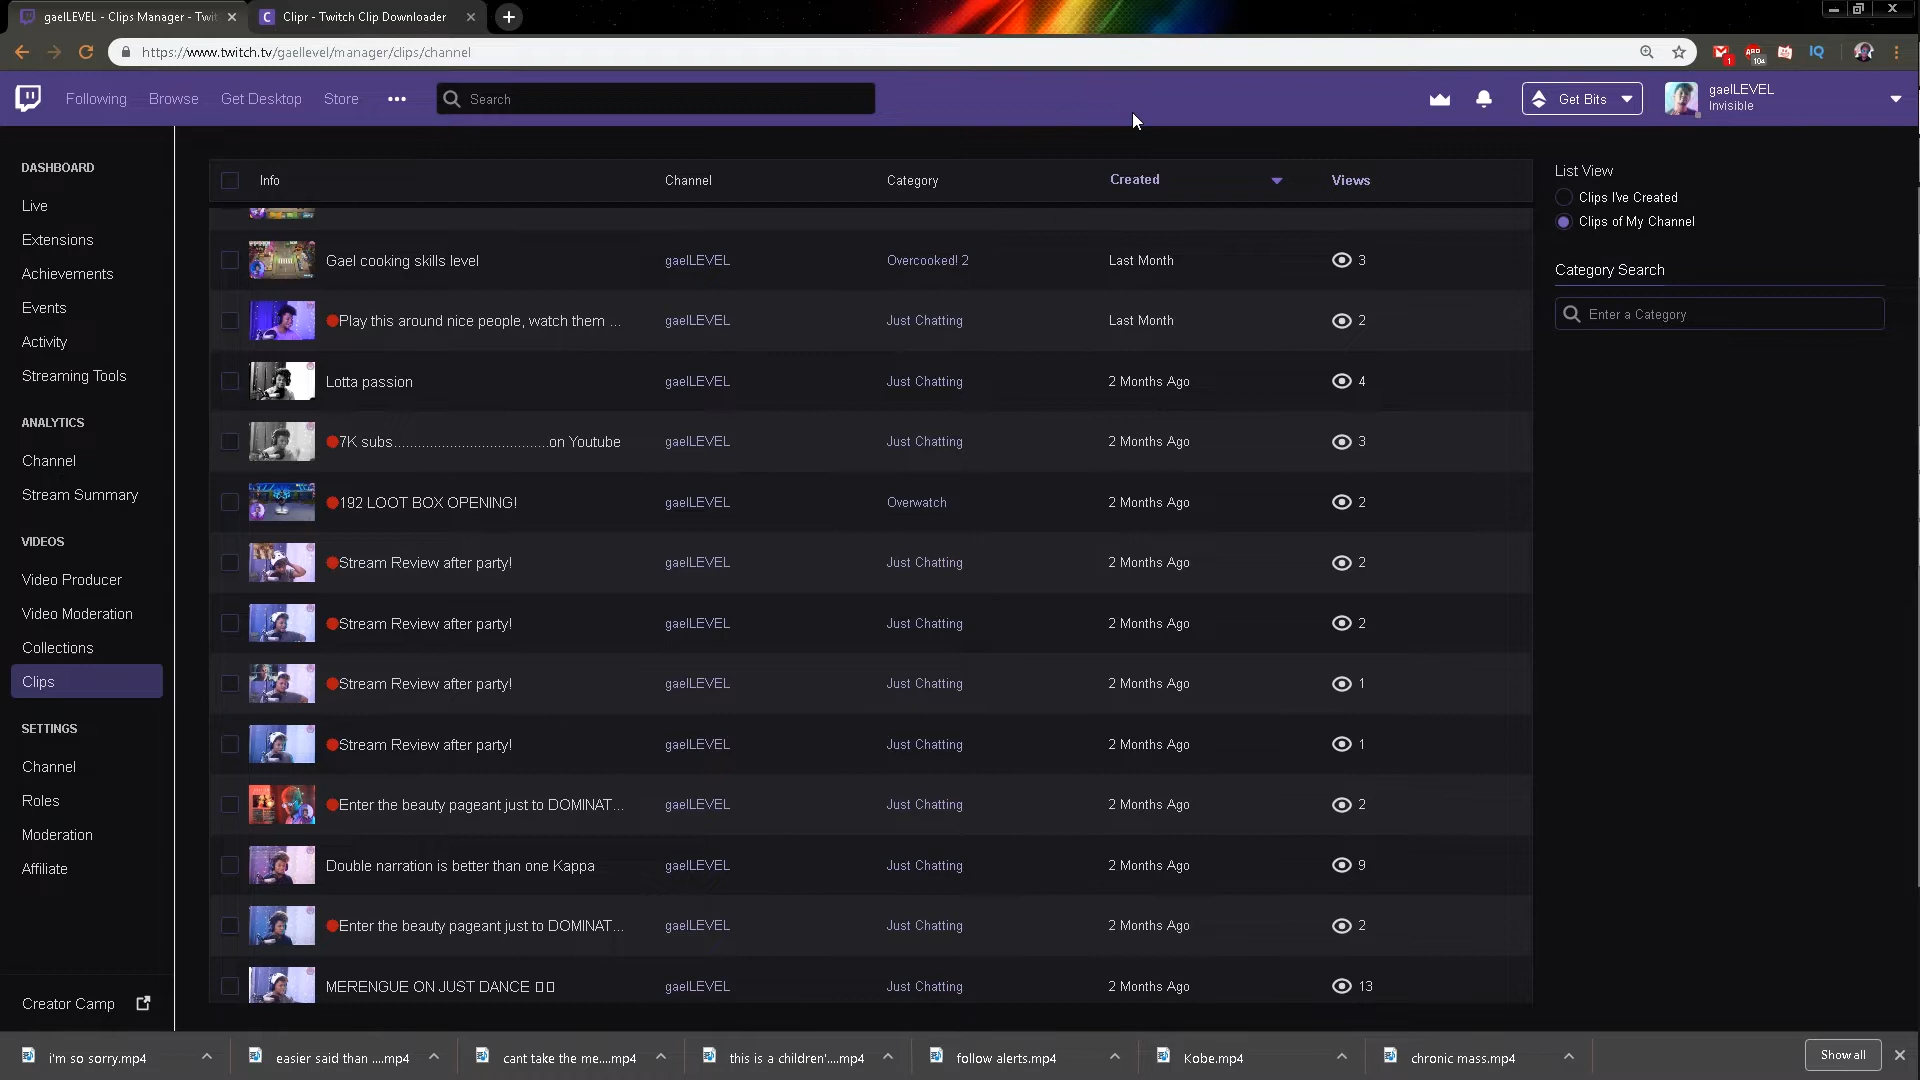 gaelLEVEL - Clips Manager - Twit
Clipr - Twitch Clip Downloader
https://www.twitch.tv/gaellevel/manager/clips/channel
1
ABP
104
IQ
Following
Browse
Get Desktop
Store
Search
Get Bits
gaelLEVEL
Invisible
DASHBOARD
Live
Extensions
Achievements
Events
Activity
Streaming Tools
ANALYTICS
Channel
Stream Summary
VIDEOS
Video Producer
Video Moderation
Collections
Clips
SETTINGS
Channel
Roles
Moderation
Affiliate
Creator Camp
Info Channel Category Created Views
Gael cooking skills level gaelLEVEL Overcooked! 2 Last Month 3
Play this around nice people, watch them ... gaelLEVEL Just Chatting Last Month 2
Lotta passion gaelLEVEL Just Chatting 2 Months Ago 4
7K subs......................................on Youtube gaelLEVEL Just Chatting 2 Months Ago 3
192 LOOT BOX OPENING! gaelLEVEL Overwatch 2 Months Ago 2
Stream Review after party! gaelLEVEL Just Chatting 2 Months Ago 2
Stream Review after party! gaelLEVEL Just Chatting 2 Months Ago 2
Stream Review after party! gaelLEVEL Just Chatting 2 Months Ago 1
Stream Review after party! gaelLEVEL Just Chatting 2 Months Ago 1
Enter the beauty pageant just to DOMINAT... gaelLEVEL Just Chatting 2 Months Ago 2
Double narration is better than one Kappa gaelLEVEL Just Chatting 2 Months Ago 9
Enter the beauty pageant just to DOMINAT... gaelLEVEL Just Chatting 2 Months Ago 2
MERENGUE ON JUST DANCE gaelLEVEL Just Chatting 2 Months Ago 13
List View
Clips I've Created
Clips of My Channel
Category Search
Enter a Category
i'm so sorry.mp4
easier said than ....mp4
cant take the me....mp4
this is a children'....mp4
follow alerts.mp4
Kobe.mp4
chronic mass.mp4
Show all